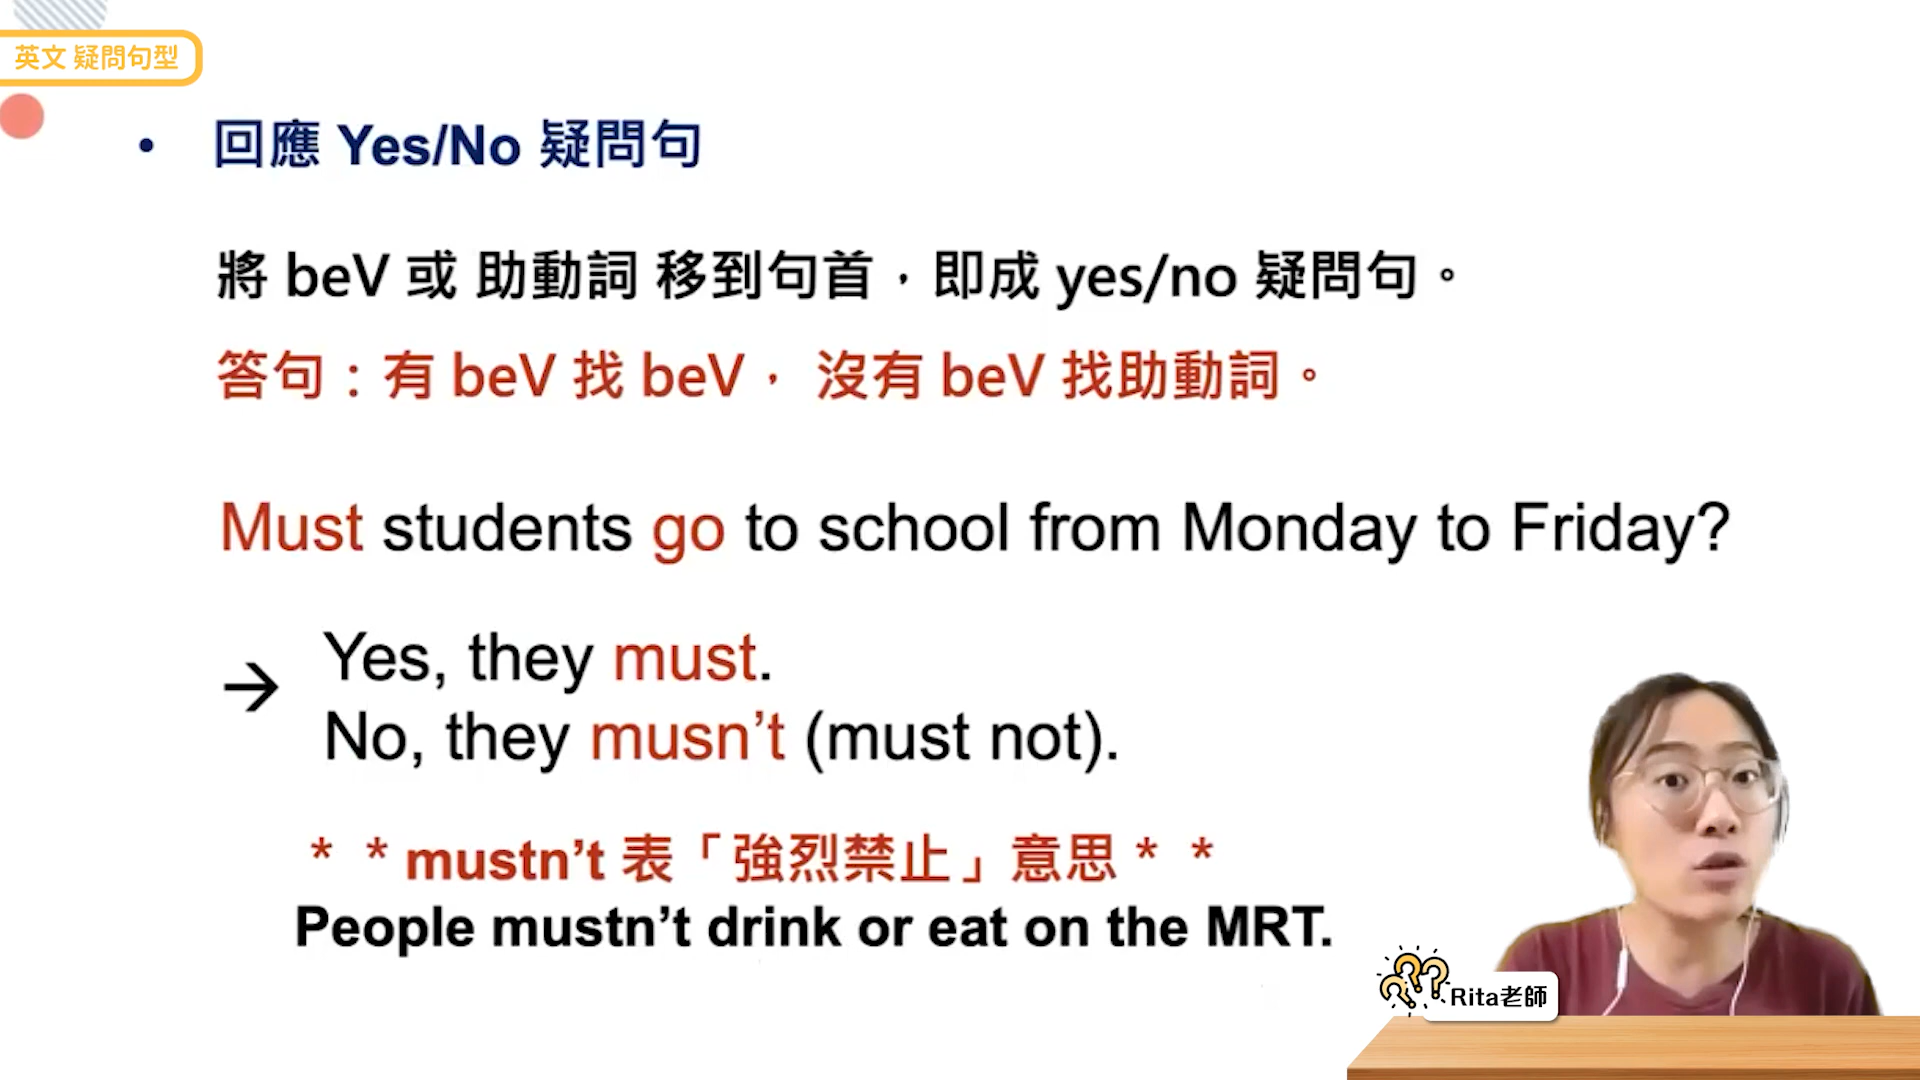 英文 疑問句型
• 回應 Yes/No 疑問句
將 beV 或 助動詞 移到句首，即成 yes/no 疑問句。
答句：有 beV 找 beV， 沒有 beV 找助動詞。
Must students go to school from Monday to Friday?
→ Yes, they must.
No, they musn’t (must not).
* * mustn’t 表「強烈禁止」意思 * *
People mustn’t drink or eat on the MRT.
Rita老師